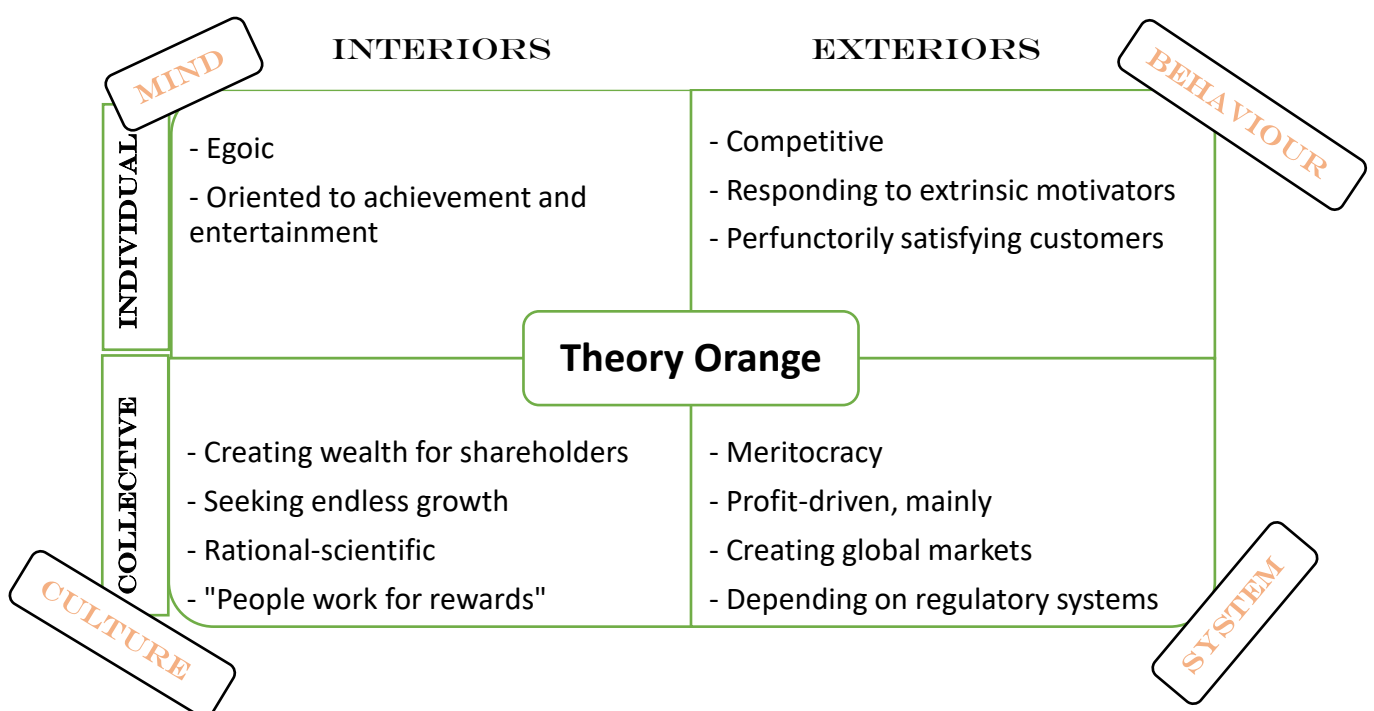 INTERIORS
EXTERIORS
MIND
BEHAVIOUR
INDIVIDUAL
- Egoic
- Oriented to achievement and
entertainment
- Competitive
- Responding to extrinsic motivators
- Perfunctorily satisfying customers
Theory Orange
COLLECTIVE
- Creating wealth for shareholders
- Seeking endless growth
- Rational-scientific
- "People work for rewards"
- Meritocracy
- Profit-driven, mainly
- Creating global markets
- Depending on regulatory systems
CULTURE
SYSTEM